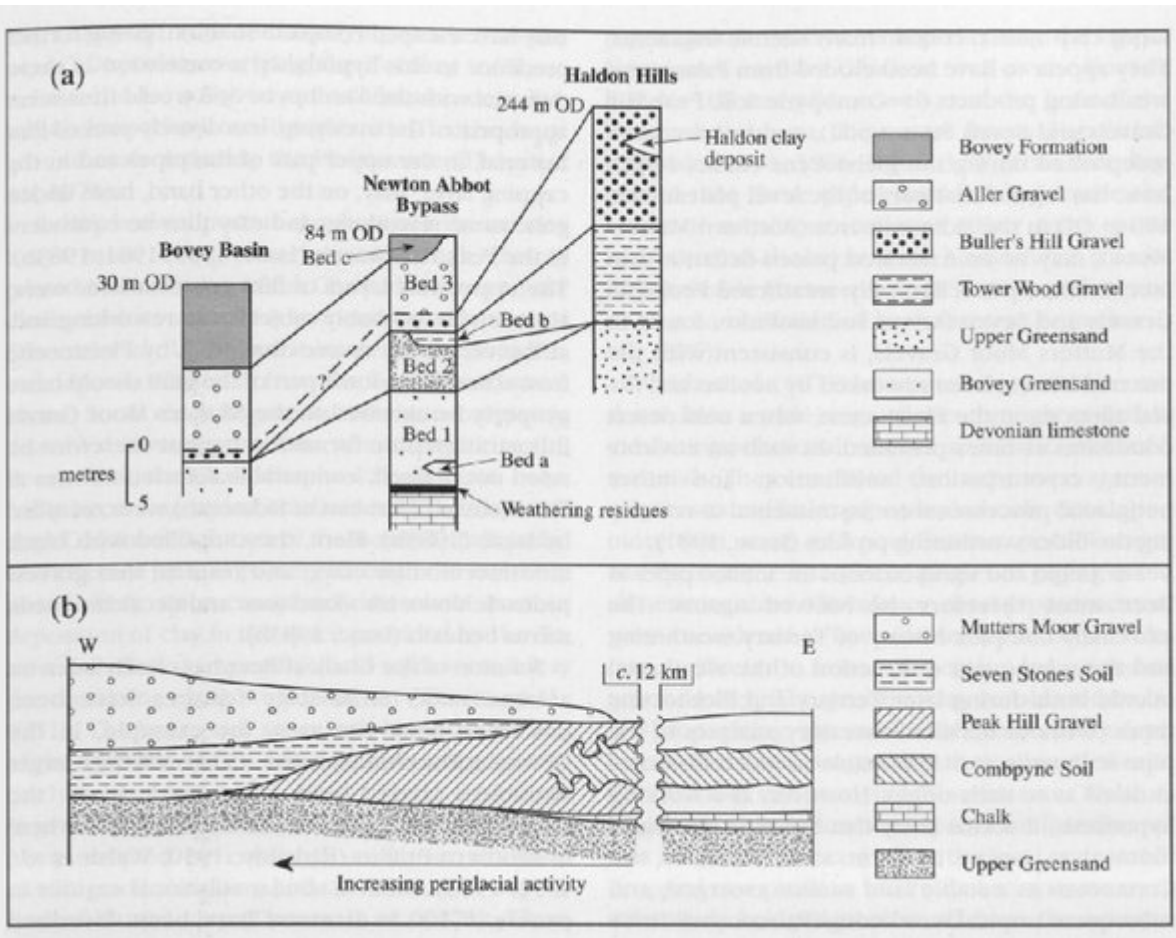 (a)
Haldon Hills
244 m OD
Haldon clay
deposit
Newton Abbot
Bypass
84 m OD
Bed c
Bovey Basin
30 m OD
Bed 3
Bed b
Bed 2
Bed 1
Bed a
Weathering residues
0
metres
5
Bovey Formation
Aller Gravel
Buller's Hill Gravel
Tower Wood Gravel
Upper Greensand
Bovey Greensand
Devonian limestone
(b)
W
E
c. 12 km
Increasing periglacial activity
Mutters Moor Gravel
Seven Stones Soil
Peak Hill Gravel
Combpyne Soil
Chalk
Upper Greensand